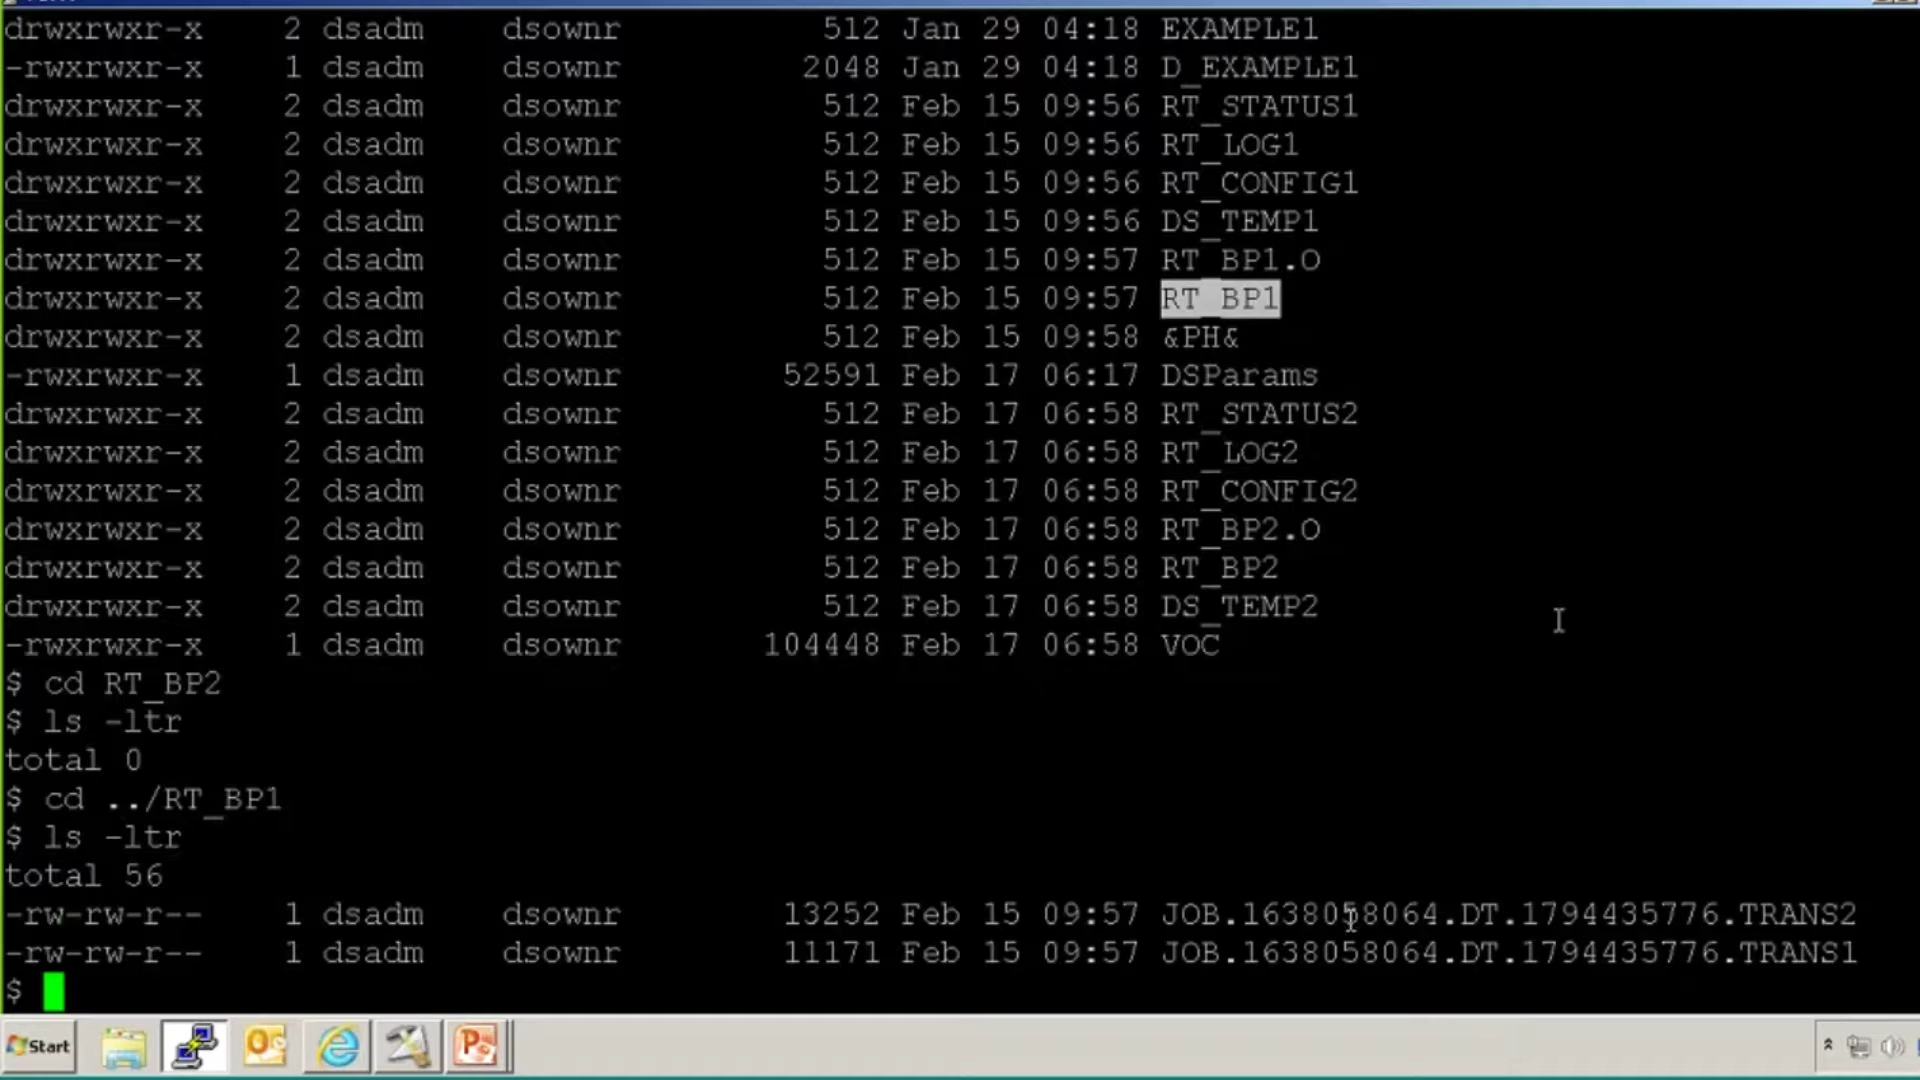 drwxrwxr-x 2 dsadm dsownr 512 Jan 29 04:18 EXAMPLE1
-rwxrwxr-x 1 dsadm dsownr 2048 Jan 29 04:18 D_EXAMPLE1
drwxrwxr-x 2 dsadm dsownr 512 Feb 15 09:56 RT_STATUS1
drwxrwxr-x 2 dsadm dsownr 512 Feb 15 09:56 RT_LOG1
drwxrwxr-x 2 dsadm dsownr 512 Feb 15 09:56 RT_CONFIG1
drwxrwxr-x 2 dsadm dsownr 512 Feb 15 09:56 DS_TEMP1
drwxrwxr-x 2 dsadm dsownr 512 Feb 15 09:57 RT_BP1.O
drwxrwxr-x 2 dsadm dsownr 512 Feb 15 09:57 RT_BP1
drwxrwxr-x 2 dsadm dsownr 512 Feb 15 09:58 &PH&
-rwxrwxr-x 1 dsadm dsownr 52591 Feb 17 06:17 DSParams
drwxrwxr-x 2 dsadm dsownr 512 Feb 17 06:58 RT_STATUS2
drwxrwxr-x 2 dsadm dsownr 512 Feb 17 06:58 RT_LOG2
drwxrwxr-x 2 dsadm dsownr 512 Feb 17 06:58 RT_CONFIG2
drwxrwxr-x 2 dsadm dsownr 512 Feb 17 06:58 RT_BP2.O
drwxrwxr-x 2 dsadm dsownr 512 Feb 17 06:58 RT_BP2
drwxrwxr-x 2 dsadm dsownr 512 Feb 17 06:58 DS_TEMP2
-rwxrwxr-x 1 dsadm dsownr 104448 Feb 17 06:58 VOC
$ cd RT_BP2
$ ls -ltr
total 0
$ cd ../RT_BP1
$ ls -ltr
total 56
-rw-rw-r-- 1 dsadm dsownr 13252 Feb 15 09:57 JOB.1638058064.DT.1794435776.TRANS2
-rw-rw-r-- 1 dsadm dsownr 11171 Feb 15 09:57 JOB.1638058064.DT.1794435776.TRANS1
$
Start